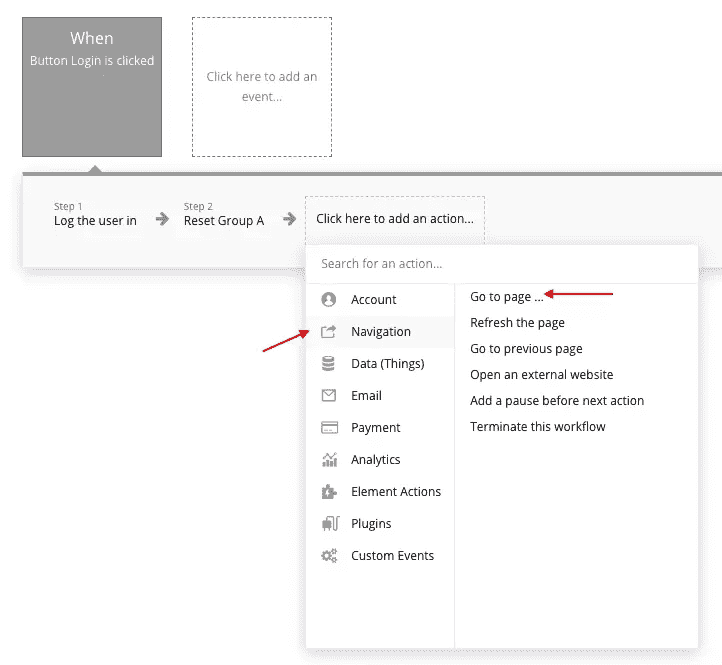 When
Button Login is clicked
Click here to add an
event...
Step 1
Log the user in
Step 2
Reset Group A
Click here to add an action...
Search for an action...
Account
Navigation
Data (Things)
Email
Payment
Analytics
Element Actions
Plugins
Custom Events
Go to page ...
Refresh the page
Go to previous page
Open an external website
Add a pause before next action
Terminate this workflow